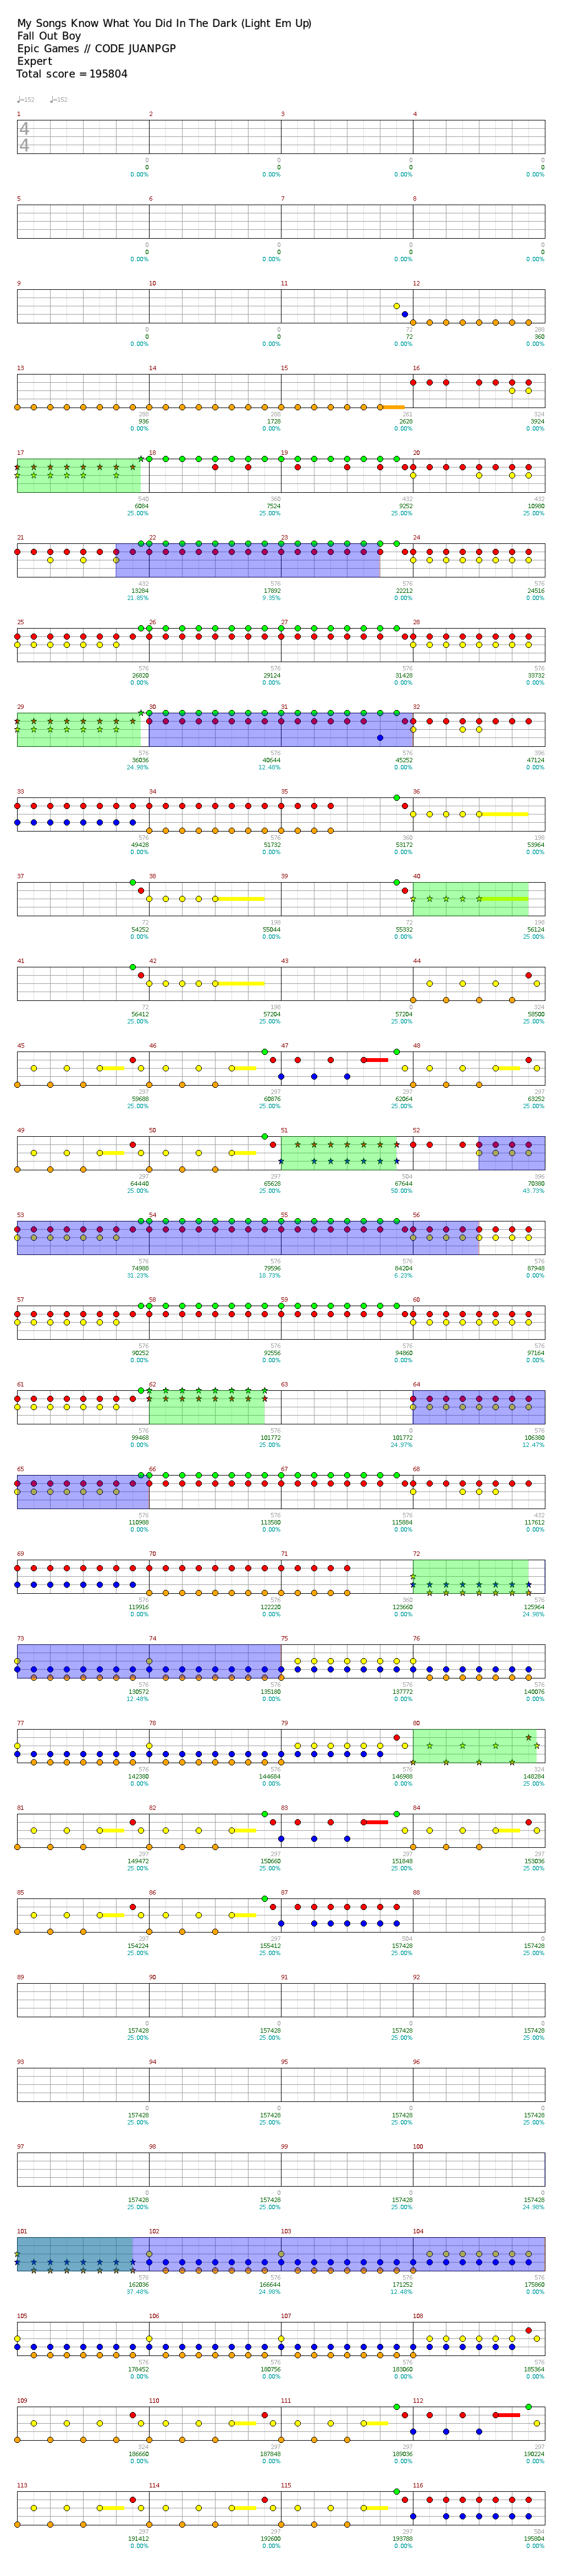 My Songs Know What You Did In The Dark (Light Em Up)
Fall Out Boy
Epic Games // CODE JUANPGP
Expert
Total score = 195804
♩=152 ♩=152
1 2 3 4
4
4
0 0 0 0
0 0 0 0
0.00% 0.00% 0.00% 0.00%
5 6 7 8
0 0 0 0
0 0 0 0
0.00% 0.00% 0.00% 0.00%
9 10 11 12
0 0 72 288
0 0 72 360
0.00% 0.00% 0.00% 0.00%
13 14 15 16
288 288 261 324
936 1728 2628 3924
0.00% 0.00% 0.00% 0.00%
17 18 19 20
540 360 432 432
6084 7524 9252 10980
25.00% 25.00% 25.00% 25.00%
21 22 23 24
432 576 576 576
13284 17892 22212 24516
21.85% 9.35% 0.00% 0.00%
25 26 27 28
576 576 576 576
26820 29124 31428 33732
0.00% 0.00% 0.00% 0.00%
29 30 31 32
576 576 576 396
36036 40644 45252 47124
24.98% 12.48% 0.00% 0.00%
33 34 35 36
576 576 360 198
49428 51732 53172 53964
0.00% 0.00% 0.00% 0.00%
37 38 39 40
72 198 72 198
54252 55044 55332 56124
0.00% 0.00% 0.00% 25.00%
41 42 43 44
72 198 0 324
56412 57204 57204 58500
25.00% 25.00% 25.00% 25.00%
45 46 47 48
297 297 297 297
59688 60876 62064 63252
25.00% 25.00% 25.00% 25.00%
49 50 51 52
297 297 504 396
64440 65628 67644 70380
25.00% 25.00% 50.00% 43.73%
53 54 55 56
576 576 576 576
74988 79596 84204 87948
31.23% 18.73% 6.23% 0.00%
57 58 59 60
576 576 576 576
90252 92556 94860 97164
0.00% 0.00% 0.00% 0.00%
61 62 63 64
576 576 0 576
99468 101772 101772 106380
0.00% 25.00% 24.97% 12.47%
65 66 67 68
576 576 576 432
110988 113580 115884 117612
0.00% 0.00% 0.00% 0.00%
69 70 71 72
576 576 360 576
119916 122220 123660 125964
0.00% 0.00% 0.00% 24.98%
73 74 75 76
576 576 576 576
130572 135180 137772 140076
12.48% 0.00% 0.00% 0.00%
77 78 79 80
576 576 576 324
142380 144684 146988 148284
0.00% 0.00% 0.00% 25.00%
81 82 83 84
297 297 297 297
149472 150660 151848 153036
25.00% 25.00% 25.00% 25.00%
85 86 87 88
297 297 504 0
154224 155412 157428 157428
25.00% 25.00% 25.00% 25.00%
89 90 91 92
0 0 0 0
157428 157428 157428 157428
25.00% 25.00% 25.00% 25.00%
93 94 95 96
0 0 0 0
157428 157428 157428 157428
25.00% 25.00% 25.00% 25.00%
97 98 99 100
0 0 0 0
157428 157428 157428 157428
25.00% 25.00% 25.00% 24.98%
101 102 103 104
576 576 576 576
162036 166644 171252 175860
37.48% 24.98% 12.48% 0.00%
105 106 107 108
576 576 576 576
178452 180756 183060 185364
0.00% 0.00% 0.00% 0.00%
109 110 111 112
324 297 297 297
186660 187848 189036 190224
0.00% 0.00% 0.00% 0.00%
113 114 115 116
297 297 297 504
191412 192600 193788 195804
0.00% 0.00% 0.00% 0.00%